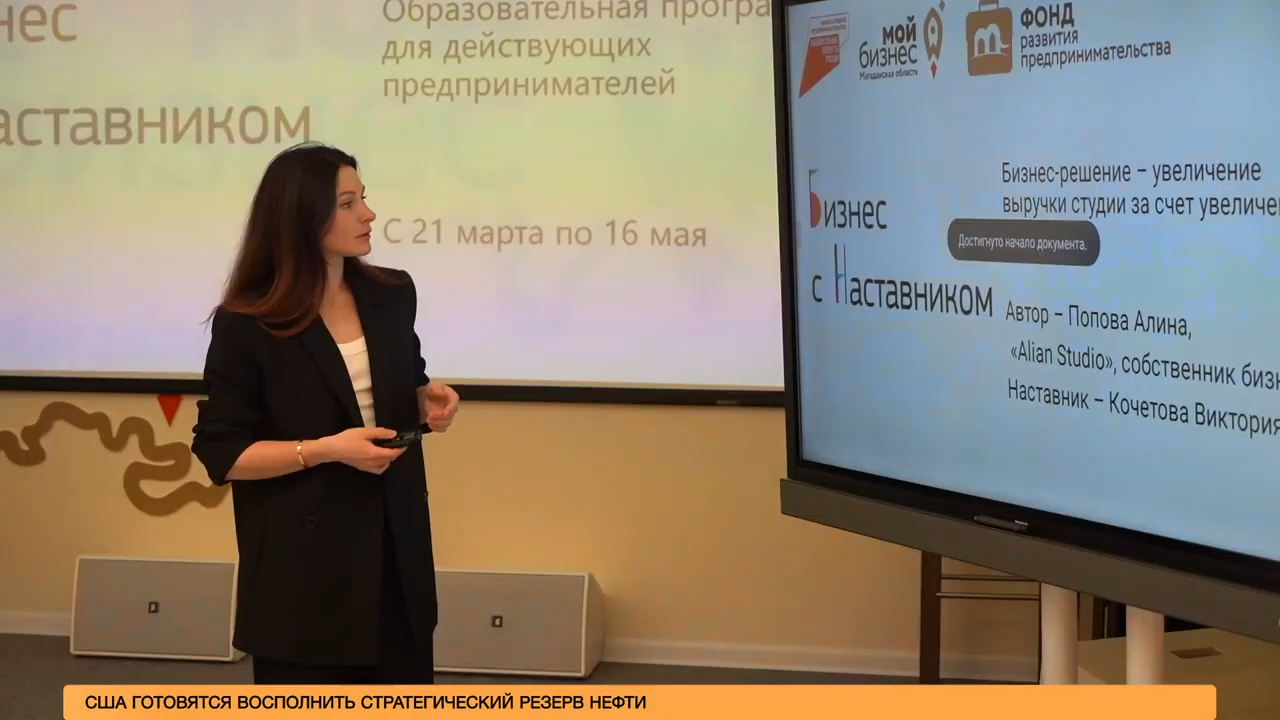 нес
аставником
Образовательная програ
для действующих
предпринимателей
С 21 марта по 16 мая
МОЙ
бизнес
Магаданская область
ФОНД
развития
предпринимательства
Бизнес
с Наставником
Бизнес-решение – увеличение
выручки студии за счет увеличе
Достигнуто начало документа.
Автор – Попова Алина,
«Alian Studio», собственник бизн
Наставник – Кочетова Виктория
США ГОТОВЯТСЯ ВОСПОЛНИТЬ СТРАТЕГИЧЕСКИЙ РЕЗЕРВ НЕФТИ